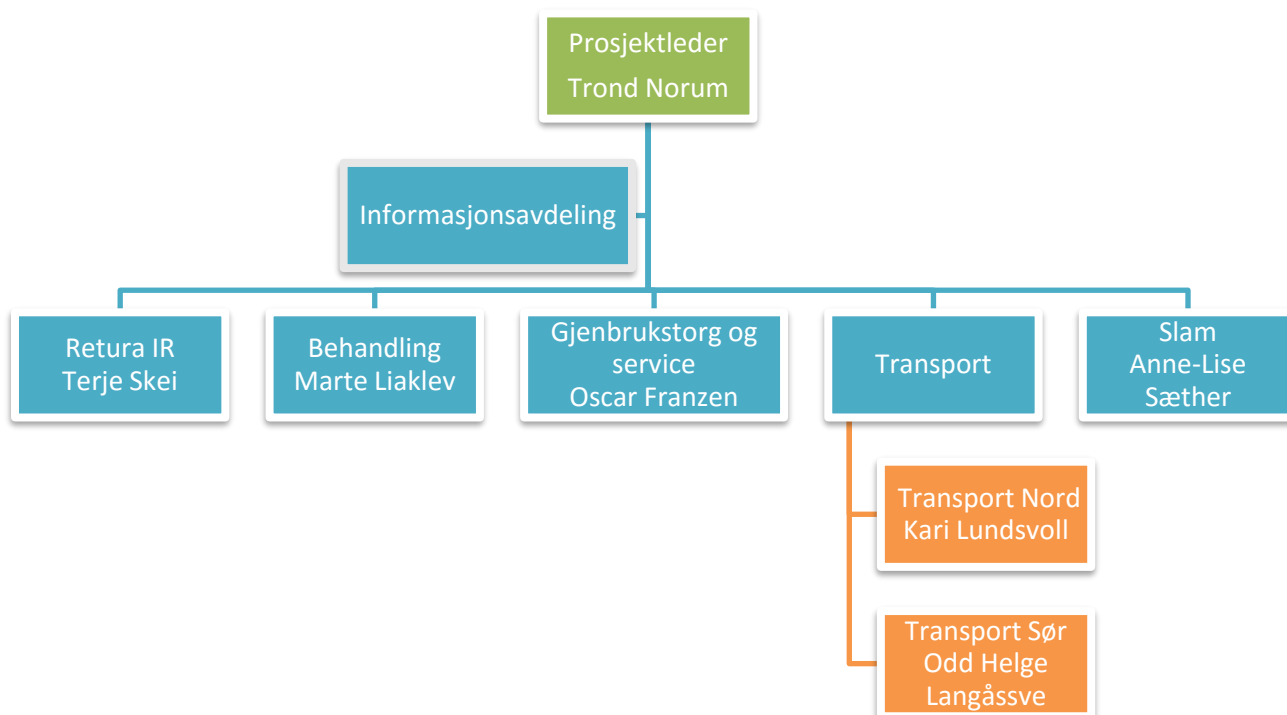 Prosjektleder
Trond Norum
Informasjonsavdeling
Retura IR
Terje Skei
Behandling
Marte Liaklev
Gjenbrukstorg og
service
Oscar Franzen
Transport
Slam
Anne-Lise
Sæther
Transport Nord
Kari Lundsvoll
Transport Sør
Odd Helge
Langåssve